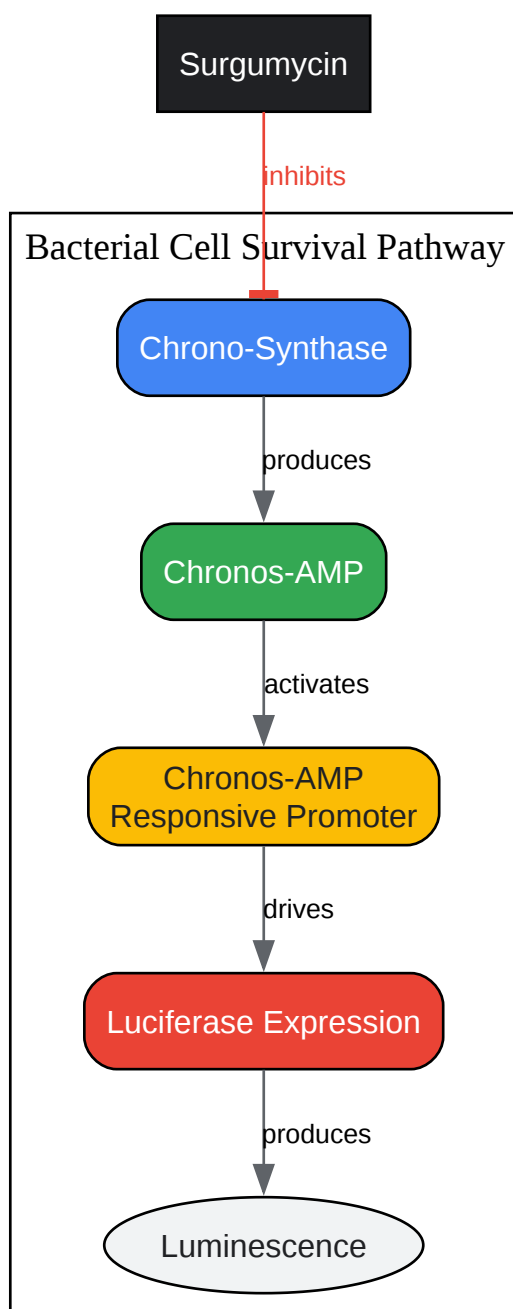 Surgumycin
inhibits
Bacterial Cell Survival Pathway
Chrono-Synthase
produces
Chronos-AMP
activates
Chronos-AMP
Responsive Promoter
drives
Luciferase Expression
produces
Luminescence